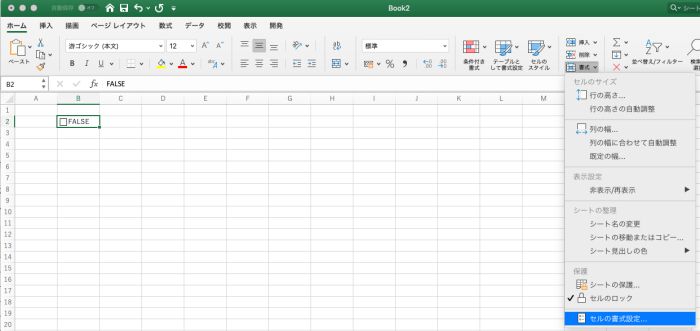 自動保存 オフ Book2 シート
ホーム 挿入 描画 ページ レイアウト 数式 データ 校閲 表示 開発
ペースト 游ゴシック (本文) 12 A^ A˅ ab 標準 条件付き書式 テーブルとして書式設定 セルのスタイル 挿入 削除 書式 並べ替え/フィルター
B I U A % 9
B2 fx FALSE
A B C D E F G H I J K L M
1
2 FALSE
3
4
5
6
7
8
9
10
11
12
13
14
15
16
17
18
19
20
セルのサイズ
行の高さ...
行の高さの自動調整
列の幅...
列の幅に合わせて自動調整
既定の幅...
表示設定
非表示/再表示
シートの整理
シート名の変更
シートの移動またはコピー...
シート見出しの色
保護
シートの保護...
セルのロック
セルの書式設定...